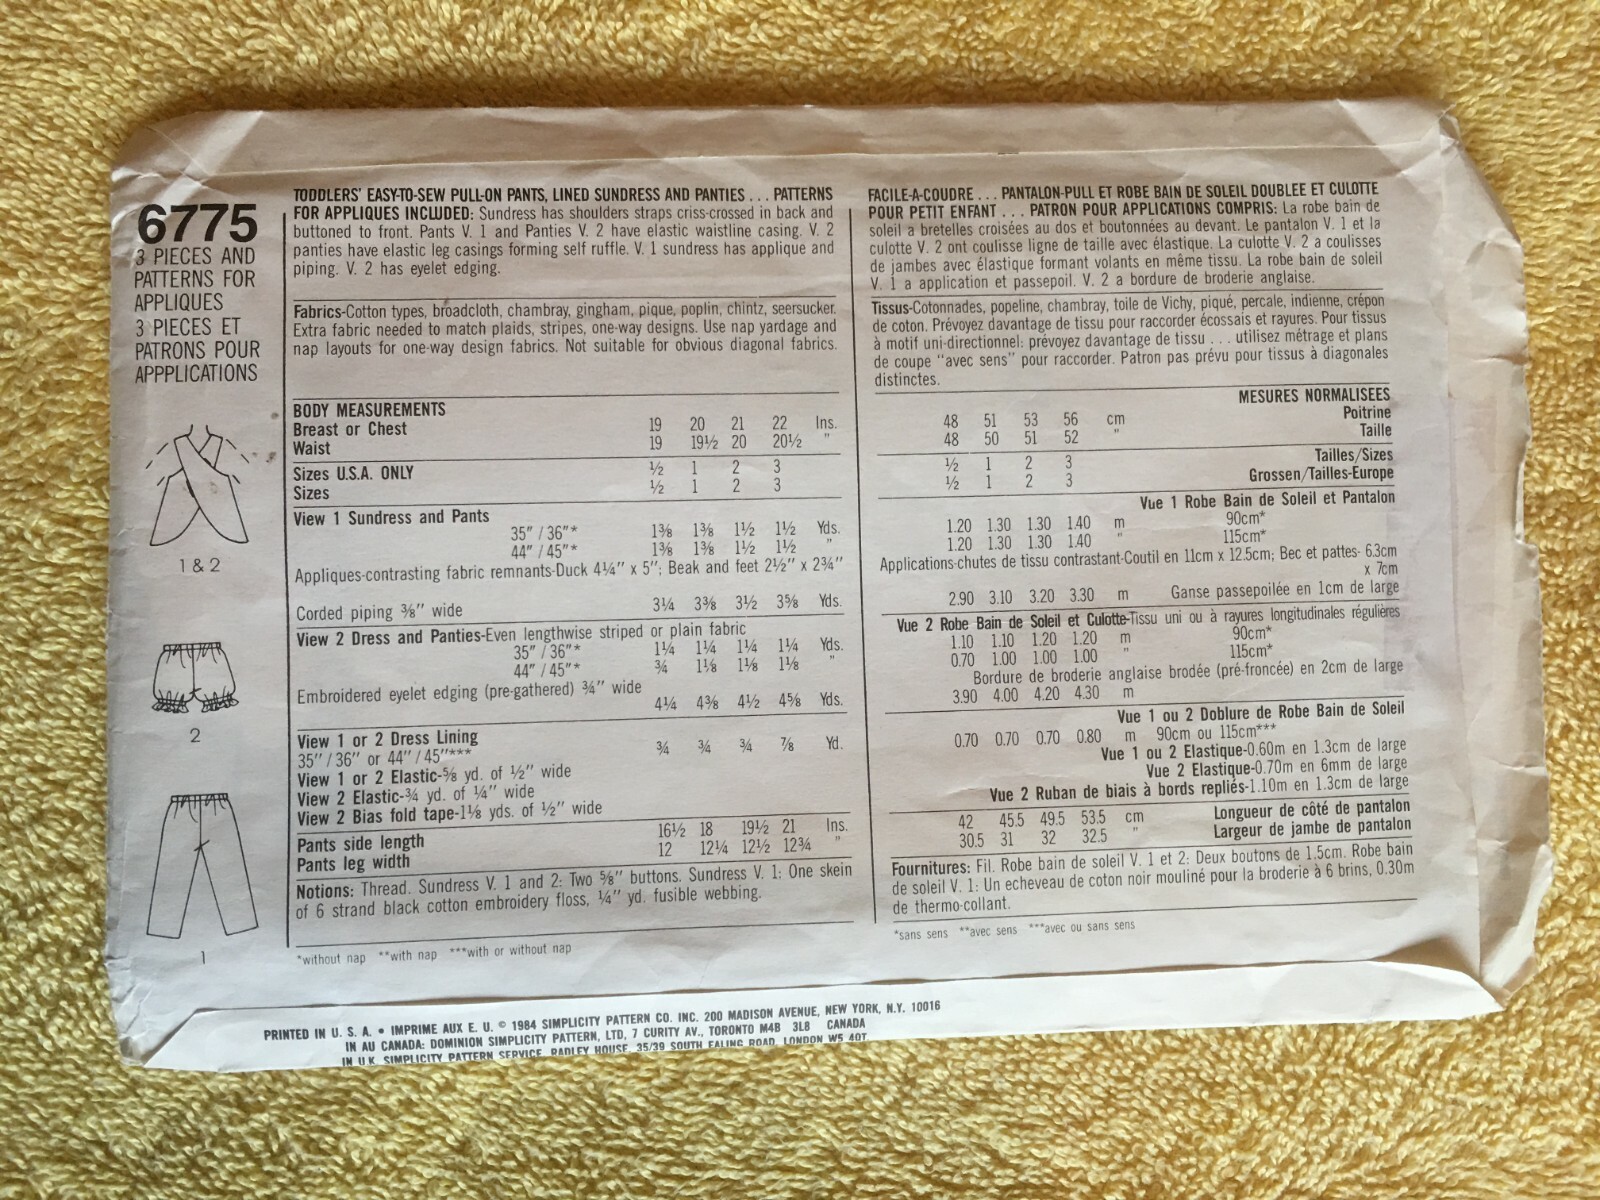 6775
3 PIECES AND
PATTERNS FOR
APPLIQUES
3 PIECES ET
PATRONS POUR
APPPLICATIONS
1 & 2
2
1
TODDLERS' EASY-TO-SEW PULL-ON PANTS, LINED SUNDRESS AND PANTIES . . . PATTERNS
FOR APPLIQUES INCLUDED: Sundress has shoulders straps criss-crossed in back and
buttoned to front. Pants V. 1 and Panties V. 2 have elastic waistline casing. V. 2
panties have elastic leg casings forming self ruffle. V. 1 sundress has applique and
piping. V. 2 has eyelet edging.
Fabrics-Cotton types, broadcloth, chambray, gingham, pique, poplin, chintz, seersucker.
Extra fabric needed to match plaids, stripes, one-way designs. Use nap yardage and
nap layouts for one-way design fabrics. Not suitable for obvious diagonal fabrics.
BODY MEASUREMENTS
Breast or Chest 19 20 21 22 Ins.
Waist 19 19½ 20 20½ "
Sizes U.S.A. ONLY ½ 1 2 3
Sizes ½ 1 2 3
View 1 Sundress and Pants
35" / 36"* 1⅜ 1⅜ 1½ 1½ Yds.
44" / 45"* 1⅜ 1⅜ 1½ 1½ "
Appliques-contrasting fabric remnants-Duck 4¼" x 5"; Beak and feet 2½" x 2¾"
Corded piping ⅜" wide 3¼ 3⅜ 3½ 3⅝ Yds.
View 2 Dress and Panties-Even lengthwise striped or plain fabric
35" / 36"* 1¼ 1¼ 1¼ 1¼ Yds.
44" / 45"* ¾ 1⅛ 1⅛ 1⅛ "
Embroidered eyelet edging (pre-gathered) ¾" wide
4¼ 4⅜ 4½ 4⅝ Yds.
View 1 or 2 Dress Lining
35" / 36" or 44" / 45"*** ¾ ¾ ¾ ⅞ Yd.
View 1 or 2 Elastic-⅝ yd. of ½" wide
View 2 Elastic-¾ yd. of ¼" wide
View 2 Bias fold tape-1⅛ yds. of ½" wide
Pants side length 16½ 18 19½ 21 Ins.
Pants leg width 12 12¼ 12½ 12¾ "
Notions: Thread. Sundress V. 1 and 2: Two ⅝" buttons. Sundress V. 1: One skein
of 6 strand black cotton embroidery floss, ¼" yd. fusible webbing.
*without nap **with nap ***with or without nap
FACILE-A-COUDRE . . . PANTALON-PULL ET ROBE BAIN DE SOLEIL DOUBLEE ET CULOTTE
POUR PETIT ENFANT . . . PATRON POUR APPLICATIONS COMPRIS: La robe bain de
soleil a bretelles croisées au dos et boutonnées au devant. Le pantalon V. 1 et la
culotte V. 2 ont coulisse ligne de taille avec élastique. La culotte V. 2 a coulisses
de jambes avec élastique formant volants en même tissu. La robe bain de soleil
V. 1 a application et passepoil. V. 2 a bordure de broderie anglaise.
Tissus-Cotonnades, popeline, chambray, toile de Vichy, piqué, percale, indienne, crépon
de coton. Prévoyez davantage de tissu pour raccorder écossais et rayures. Pour tissus
à motif uni-directionnel: prévoyez davantage de tissu . . . utilisez métrage et plans
de coupe "avec sens" pour raccorder. Patron pas prévu pour tissus à diagonales
distinctes.
MESURES NORMALISEES
48 51 53 56 cm Poitrine
48 50 51 52 " Taille
½ 1 2 3 Tailles/Sizes
½ 1 2 3 Grossen/Tailles-Europe
Vue 1 Robe Bain de Soleil et Pantalon
1.20 1.30 1.30 1.40 m 90cm*
1.20 1.30 1.30 1.40 " 115cm*
Applications-chutes de tissu contrastant-Coutil en 11cm x 12.5cm; Bec et pattes- 6.3cm
x 7cm
2.90 3.10 3.20 3.30 m Ganse passepoilée en 1cm de large
Vue 2 Robe Bain de Soleil et Culotte-Tissu uni ou à rayures longitudinales régulières
1.10 1.10 1.20 1.20 m 90cm*
0.70 1.00 1.00 1.00 " 115cm*
Bordure de broderie anglaise brodée (pré-froncée) en 2cm de large
3.90 4.00 4.20 4.30 m
Vue 1 ou 2 Doblure de Robe Bain de Soleil
0.70 0.70 0.70 0.80 m 90cm ou 115cm***
Vue 1 ou 2 Elastique-0.60m en 1.3cm de large
Vue 2 Elastique-0.70m en 6mm de large
Vue 2 Ruban de biais à bords repliés-1.10m en 1.3cm de large
42 45.5 49.5 53.5 cm Longueur de côté de pantalon
30.5 31 32 32.5 " Largeur de jambe de pantalon
Fournitures: Fil. Robe bain de soleil V. 1 et 2: Deux boutons de 1.5cm. Robe bain
de soleil V. 1: Un echeveau de coton noir mouliné pour la broderie à 6 brins, 0.30m
de thermo-collant.
*sans sens **avec sens ***avec ou sans sens
PRINTED IN U. S. A. • IMPRIME AUX E. U. © 1984 SIMPLICITY PATTERN CO. INC. 200 MADISON AVENUE, NEW YORK, N.Y. 10016
IN AU CANADA: DOMINION SIMPLICITY PATTERN, LTD, 7 CURITY AV., TORONTO M4B 3L8 CANADA
IN U.K. SIMPLICITY PATTERN SERVICE, RADLEY HOUSE, 35/39 SOUTH EALING ROAD, LONDON W5 4QT